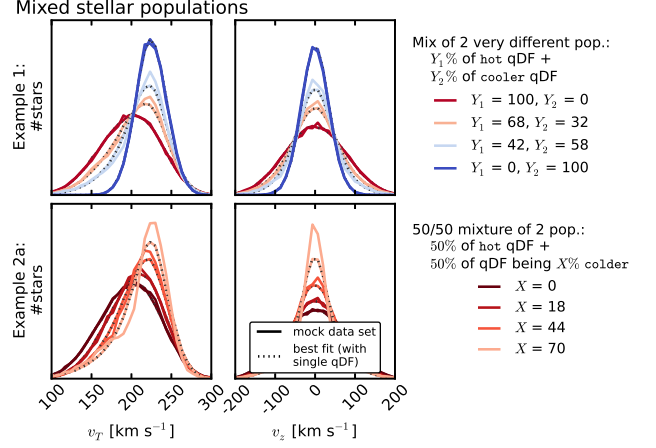 Mixed stellar populations
Example 1:
#stars
Mix of 2 very different pop.:
Y₁% of hot qDF +
Y₂% of cooler qDF
Y₁ = 100, Y₂ = 0
Y₁ = 68, Y₂ = 32
Y₁ = 42, Y₂ = 58
Y₁ = 0, Y₂ = 100
Example 2a:
#stars
50/50 mixture of 2 pop.:
50% of hot qDF +
50% of qDF being X% colder
X = 0
X = 18
X = 44
X = 70
mock data set
best fit (with
single qDF)
100 150 200 250 300
-200 -100 0 100 200
v_T [km s⁻¹]
v_z [km s⁻¹]